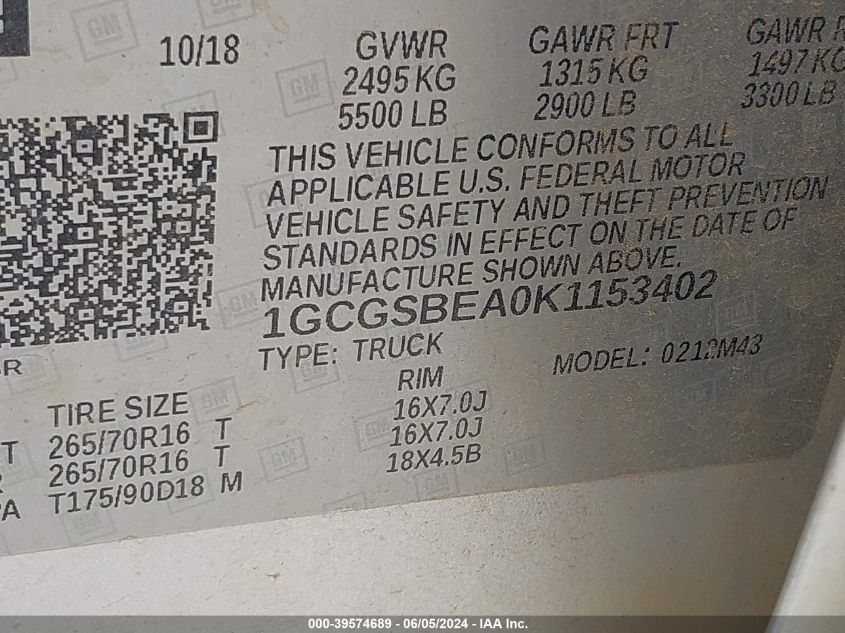 10/18 GVWR GAWR FRT GAWR R
2495 KG 1315 KG 1497 KG
5500 LB 2900 LB 3300 LB
THIS VEHICLE CONFORMS TO ALL
APPLICABLE U.S. FEDERAL MOTOR
VEHICLE SAFETY AND THEFT PREVENTION
STANDARDS IN EFFECT ON THE DATE OF
MANUFACTURE SHOWN ABOVE.
1GCGSBEA0K1153402
TYPE: TRUCK MODEL: 0212M43
R
TIRE SIZE RIM
T 265/70R16 T 16X7.0J
R 265/70R16 T 16X7.0J
PA T175/90D18 M 18X4.5B
GM
000-39574689 - 06/05/2024 - IAA, Inc.